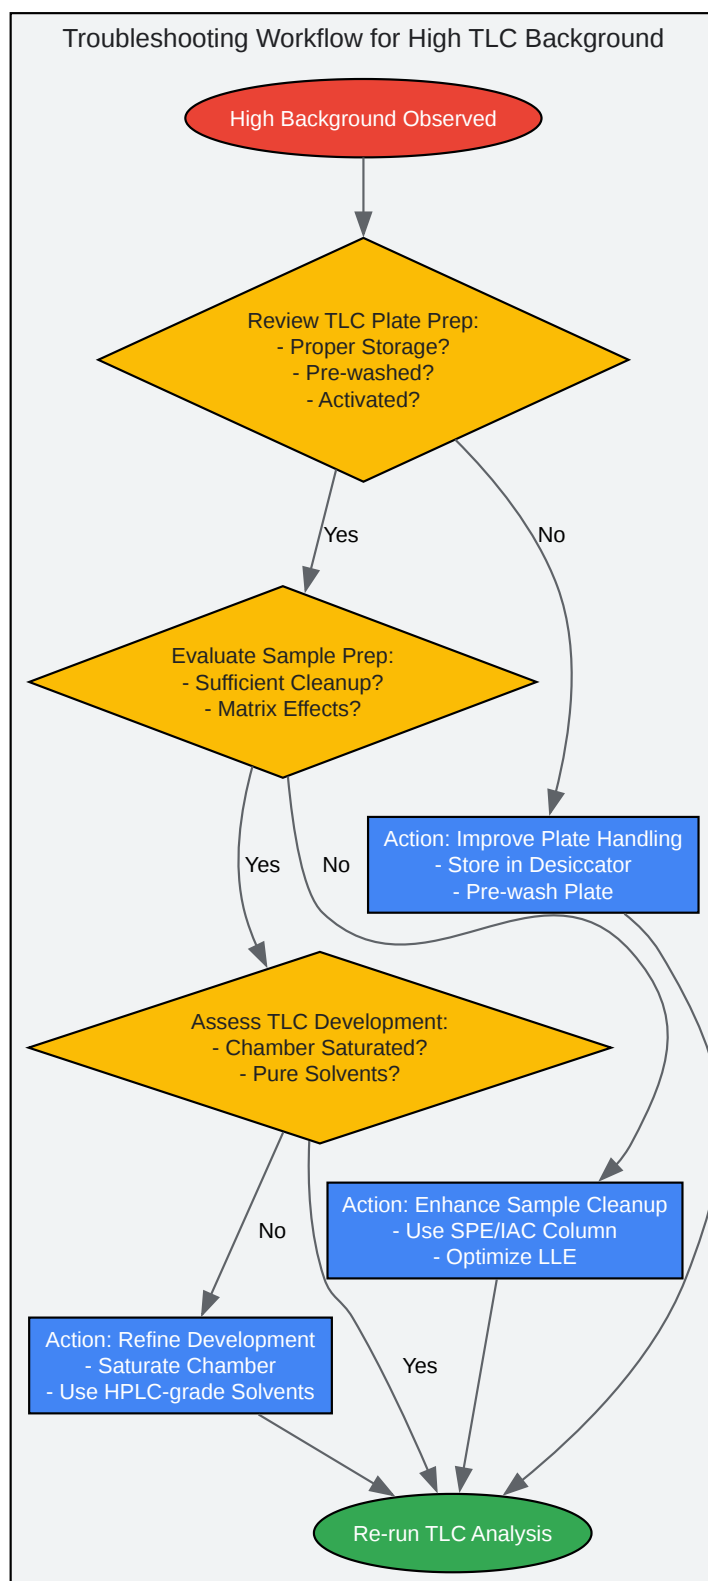 Troubleshooting Workflow for High TLC Background
High Background Observed
Review TLC Plate Prep:
- Proper Storage?
- Pre-washed?
- Activated?
Yes
No
Evaluate Sample Prep:
- Sufficient Cleanup?
- Matrix Effects?
Yes
No
Action: Improve Plate Handling
- Store in Desiccator
- Pre-wash Plate
Assess TLC Development:
- Chamber Saturated?
- Pure Solvents?
No
Action: Enhance Sample Cleanup
- Use SPE/IAC Column
- Optimize LLE
Action: Refine Development
- Saturate Chamber
- Use HPLC-grade Solvents
Yes
Re-run TLC Analysis